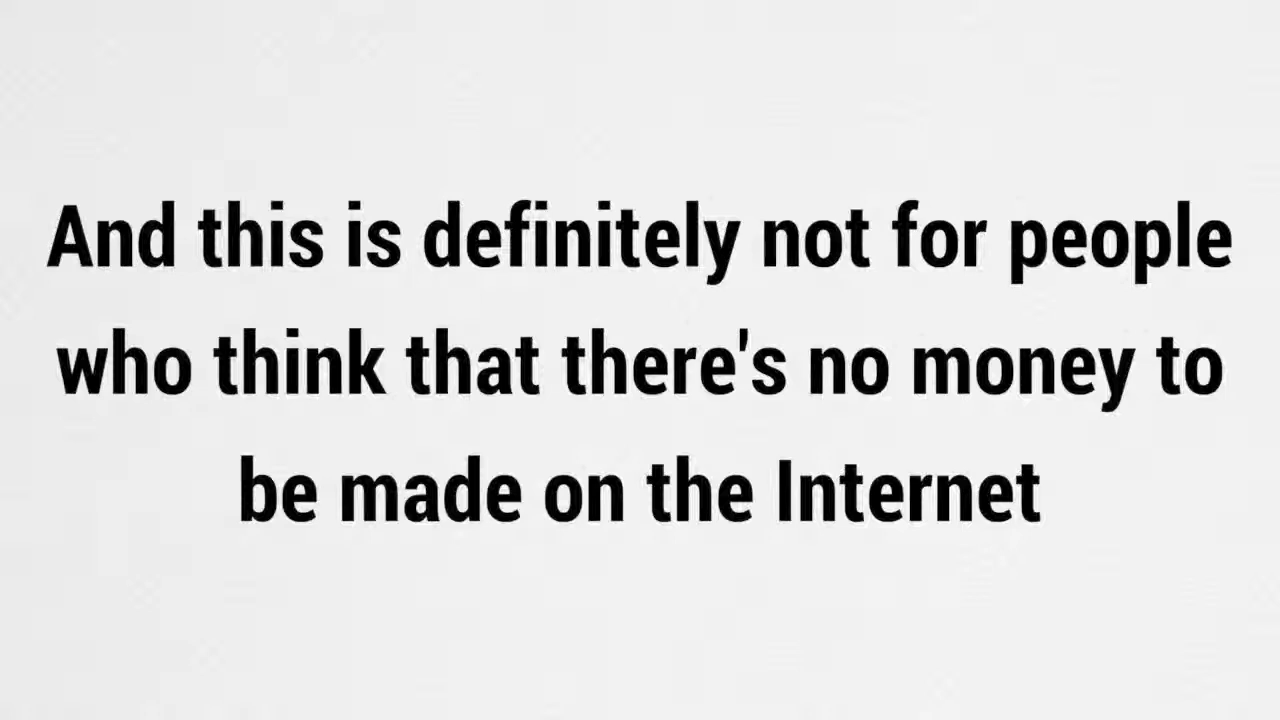 And this is definitely not for people
who think that there's no money to
be made on the Internet